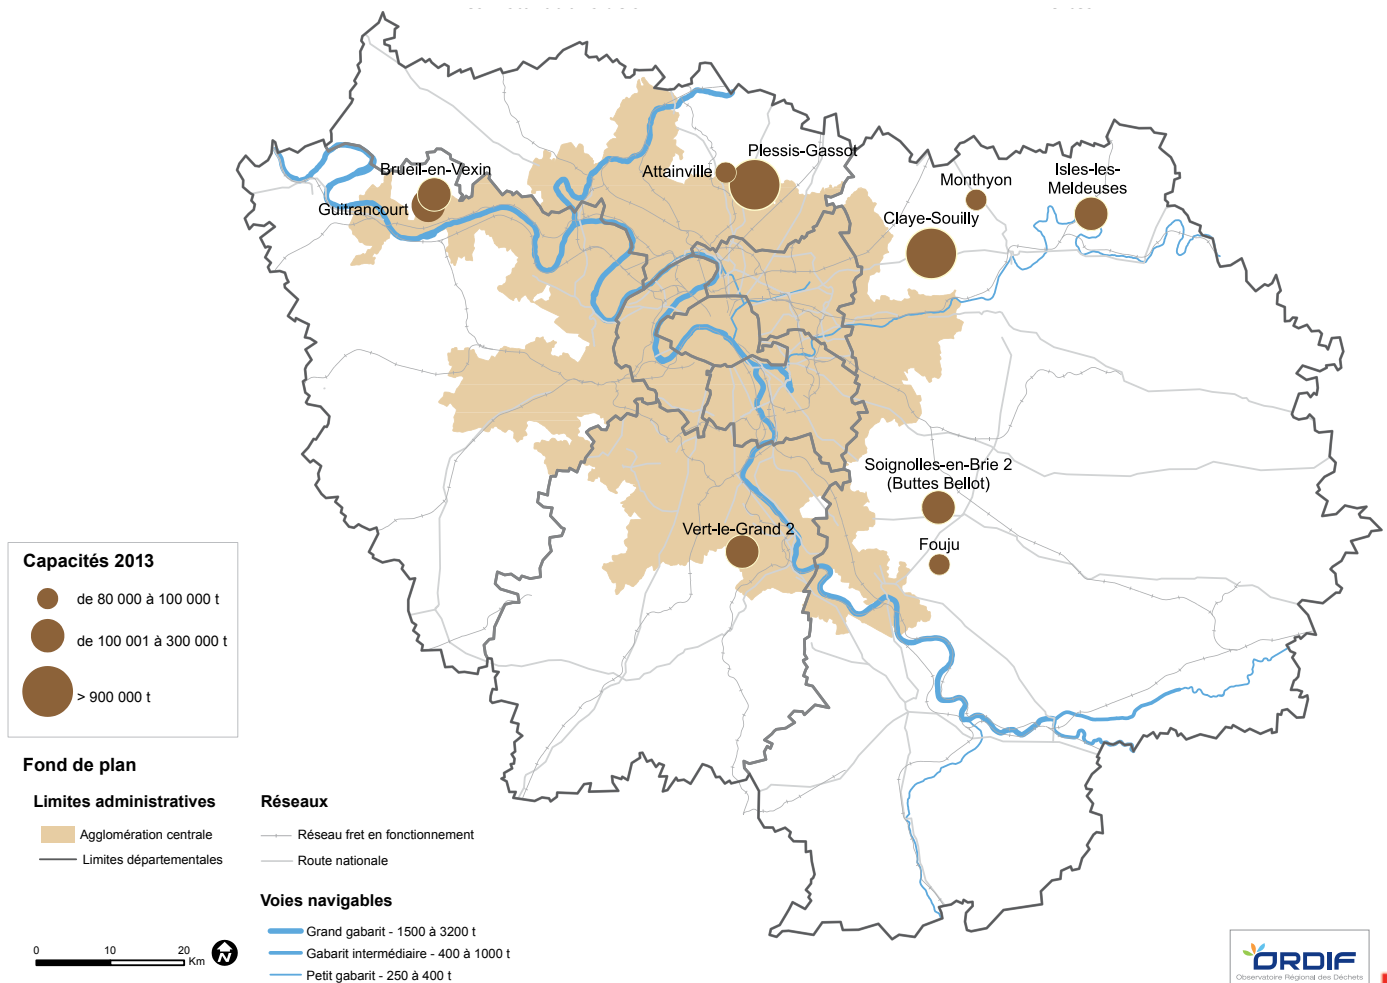 Plessis-Gassot
Attainville
Brueil-en-Vexin
Guitrancourt
Monthyon
Isles-les-
Meldeuses
Claye-Souilly
Soignolles-en-Brie 2
(Buttes Bellot)
Fouju
Vert-le-Grand 2
Capacités 2013
de 80 000 à 100 000 t
de 100 001 à 300 000 t
> 900 000 t
Fond de plan
Limites administratives
Agglomération centrale
Limites départementales
Réseaux
Réseau fret en fonctionnement
Route nationale
Voies navigables
Grand gabarit - 1500 à 3200 t
Gabarit intermédiaire - 400 à 1000 t
Petit gabarit - 250 à 400 t
0 10 20
Km
N
ORDIF
Observatoire Régional des Déchets